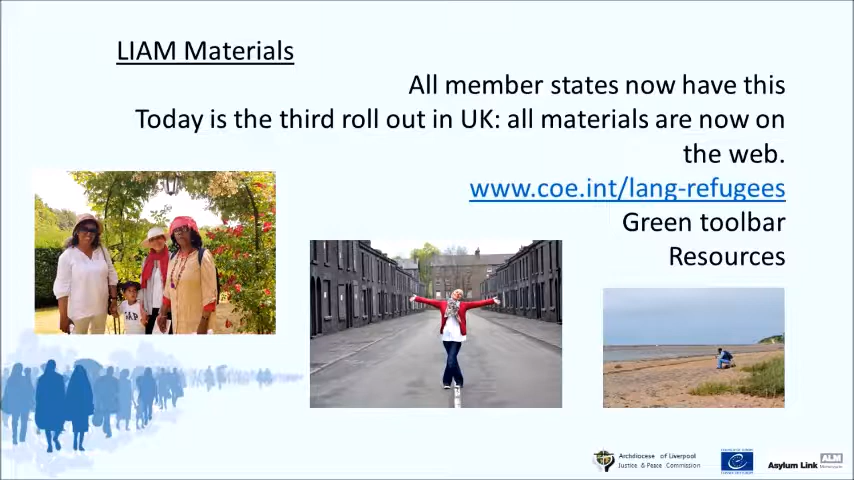 LIAM Materials
All member states now have this
Today is the third roll out in UK: all materials are now on
the web.
www.coe.int/lang-refugees
Green toolbar
Resources
GAP
Archdiocese of Liverpool
Justice & Peace Commission
Asylum Link
ALM